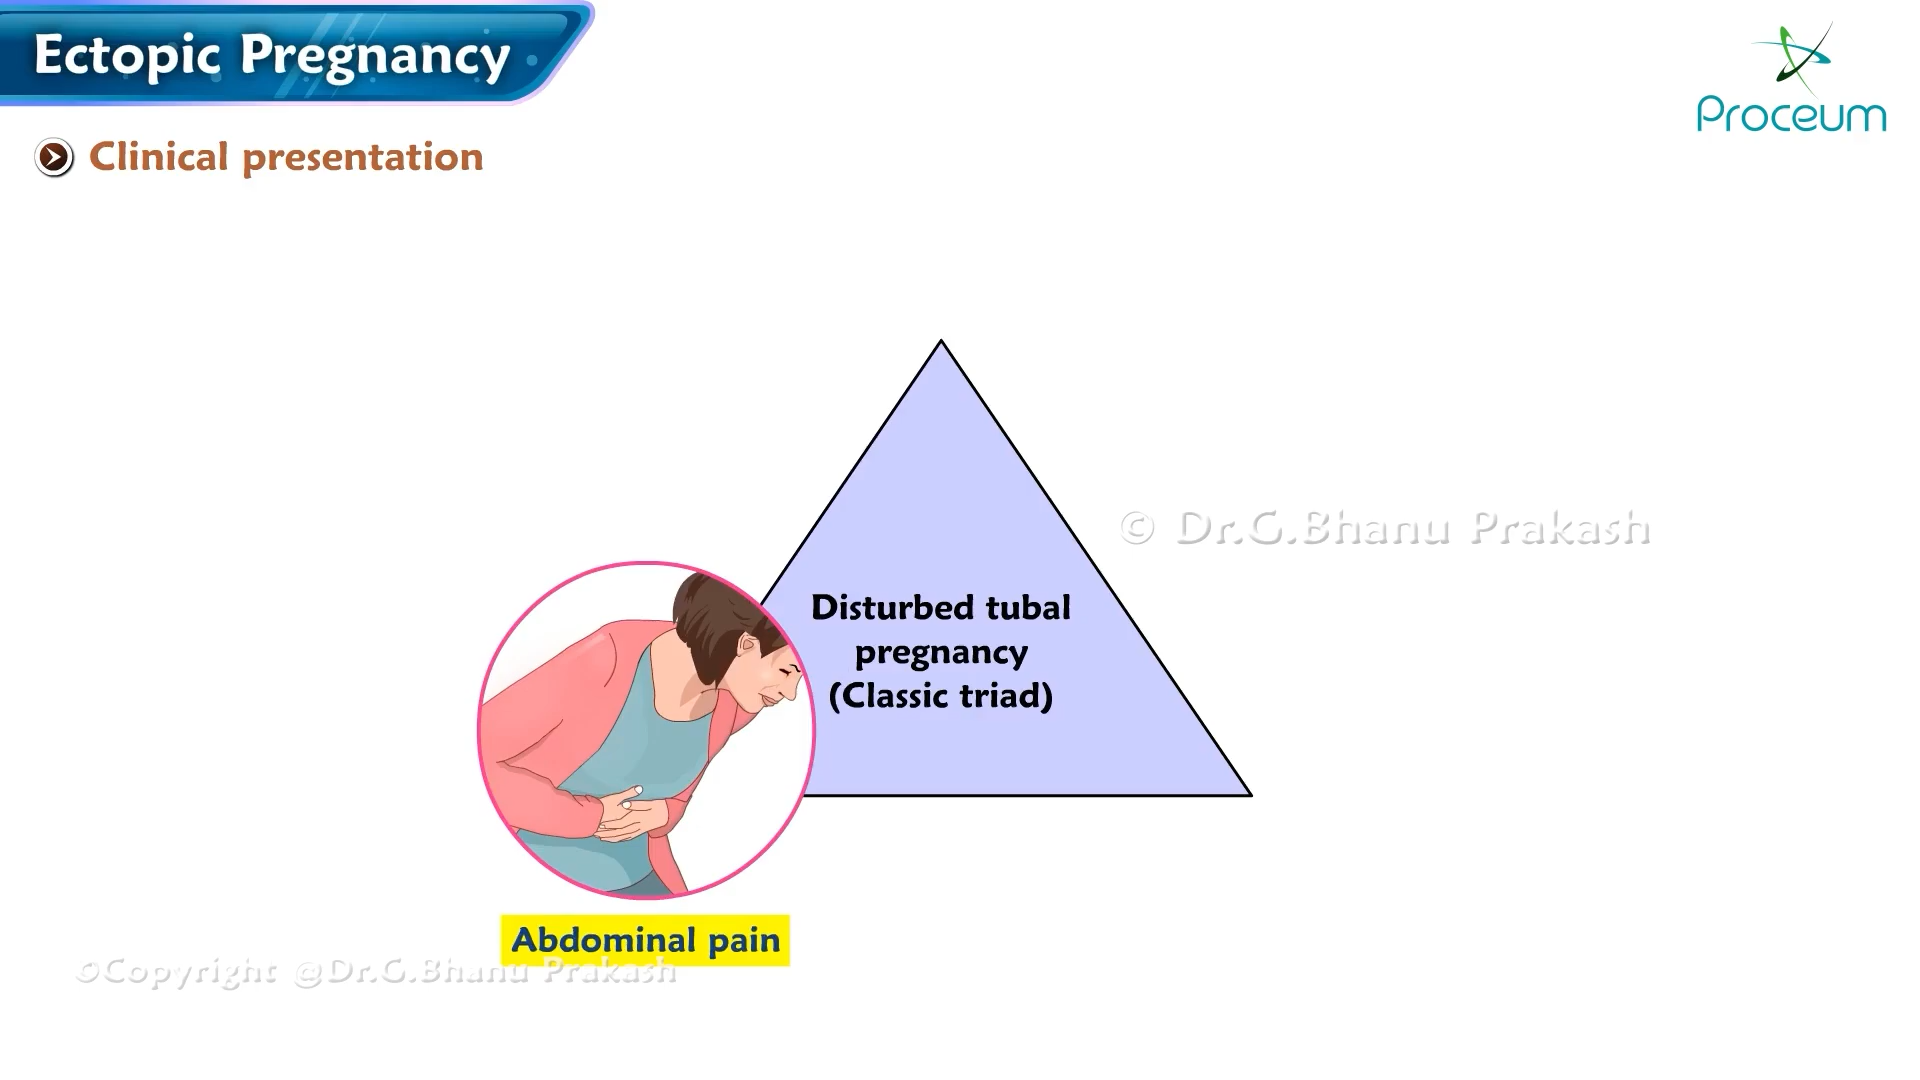 Ectopic Pregnancy
Proceum
Clinical presentation
© Dr.G.Bhanu Prakash
Disturbed tubal
pregnancy
(Classic triad)
Abdominal pain
©Copyright @Dr.G.Bhanu Prakash